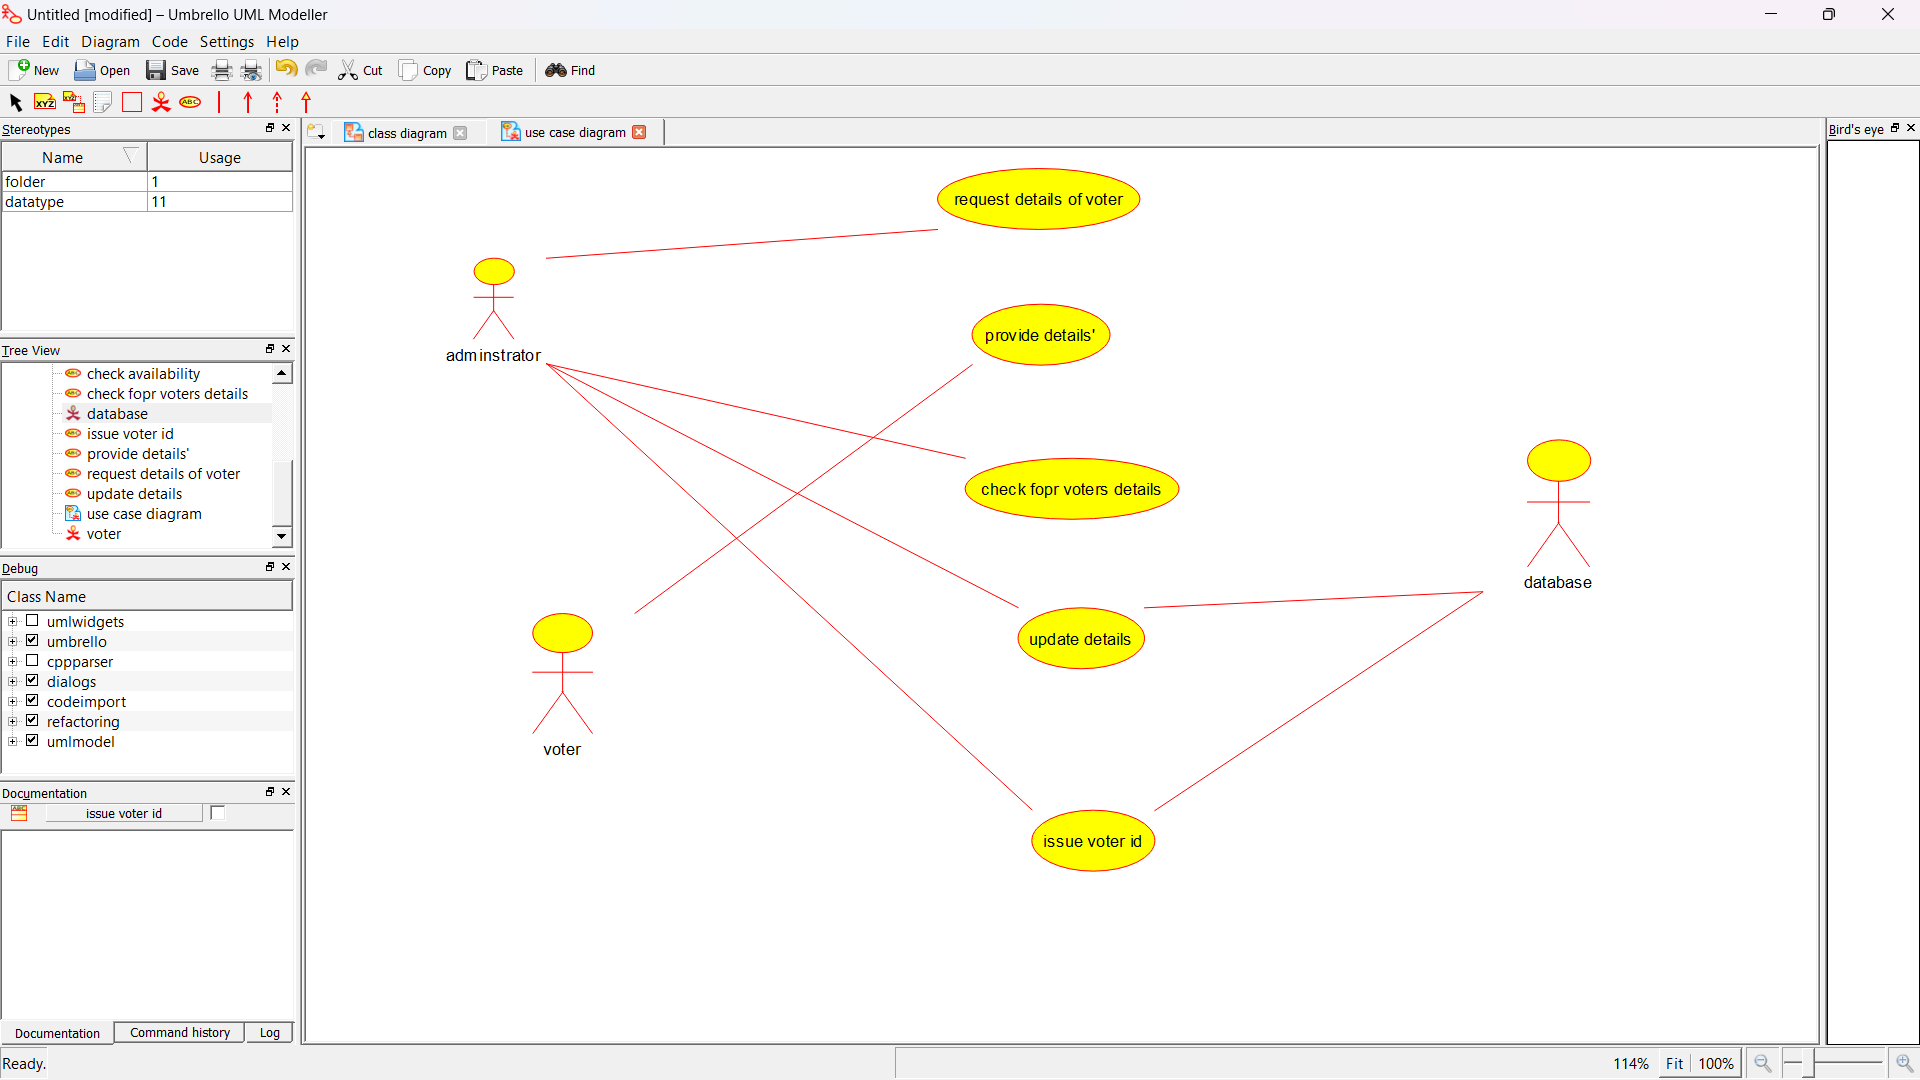 Untitled [modified] – Umbrello UML Modeller
File Edit Diagram Code Settings Help
New Open Save Cut Copy Paste Find
XYZ XYZ ABC
Stereotypes
Name Usage
folder 1
datatype 11
Tree View
check availability
check fopr voters details
database
issue voter id
provide details'
request details of voter
update details
use case diagram
voter
Debug
Class Name
umlwidgets
umbrello
cppparser
dialogs
codeimport
refactoring
umlmodel
Documentation
issue voter id
Documentation Command history Log
class diagram use case diagram
request details of voter
adminstrator
provide details'
check fopr voters details
database
update details
voter
issue voter id
Bird's eye
Ready.
114% Fit 100%